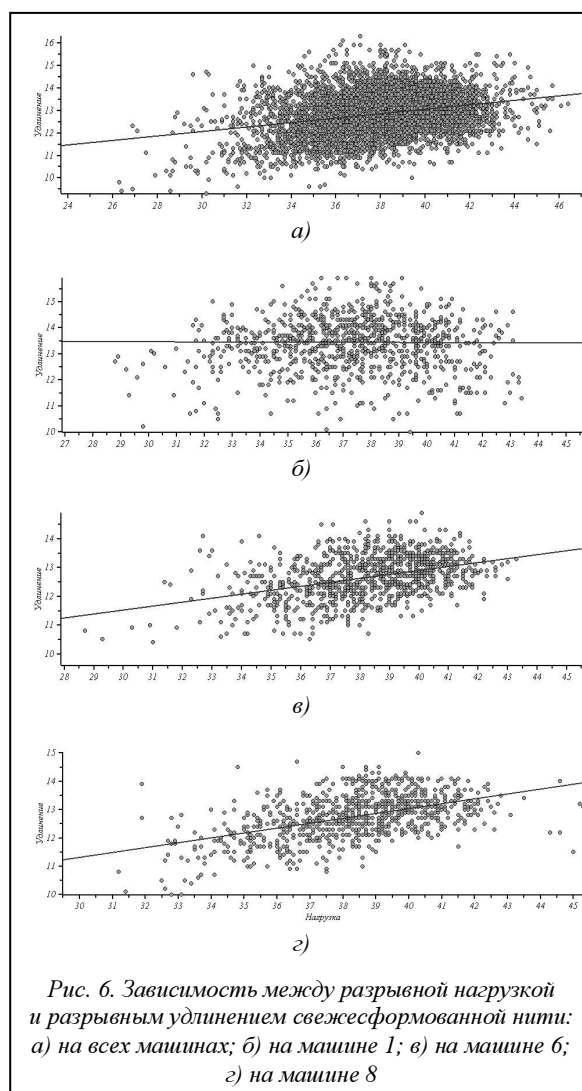 Удлинение
16
15
14
13
12
11
10
24 26 28 30 32 34 36 38 40 42 44 46
а)
Удлинение
15
14
13
12
11
10
27 28 29 30 31 32 33 34 35 36 37 38 39 40 41 42 43 44 45
б)
Удлинение
14
13
12
11
10
28 29 30 31 32 33 34 35 36 37 38 39 40 41 42 43 44 45
в)
Удлинение
15
14
13
12
11
10
30 31 32 33 34 35 36 37 38 39 40 41 42 43 44 45
Нагрузка
г)
Рис. 6. Зависимость между разрывной нагрузкой
и разрывным удлинением свежесформованной нити:
а) на всех машинах; б) на машине 1; в) на машине 6;
г) на машине 8